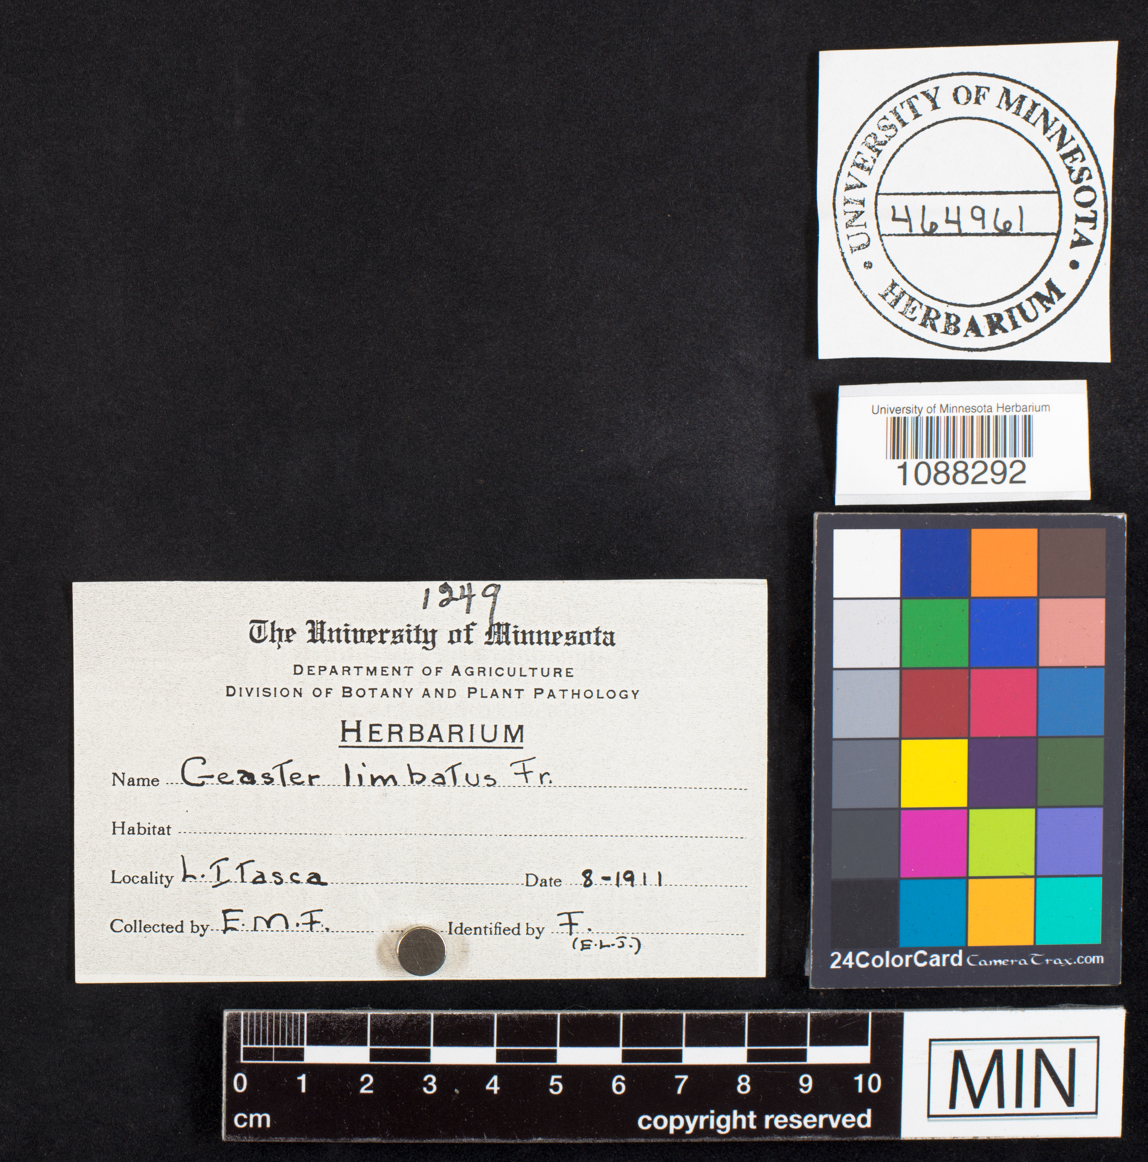 UNIVERSITY OF MINNESOTA
464961
• HERBARIUM •
University of Minnesota Herbarium
1088292
1249
The University of Minnesota
DEPARTMENT OF AGRICULTURE
DIVISION OF BOTANY AND PLANT PATHOLOGY
HERBARIUM
Name Geaster limbatus Fr.
Habitat
Locality L. Itasca Date 8-1911
Collected by E.M.F. Identified by F.
(E.L.J.)
24ColorCard CameraTrax.com
0 1 2 3 4 5 6 7 8 9 10
cm copyright reserved
MIN